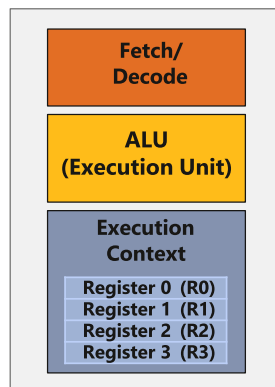 Fetch/
Decode
ALU
(Execution Unit)
Execution
Context
Register 0 (R0)
Register 1 (R1)
Register 2 (R2)
Register 3 (R3)